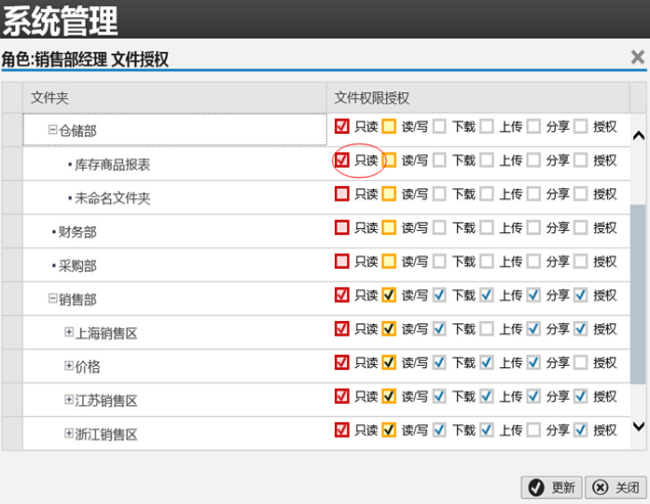 系统管理
角色:销售部经理 文件授权
文件夹 文件权限授权
仓储部 只读 读/写 下载 上传 分享 授权
库存商品报表 只读 读/写 下载 上传 分享 授权
未命名文件夹 只读 读/写 下载 上传 分享 授权
财务部 只读 读/写 下载 上传 分享 授权
采购部 只读 读/写 下载 上传 分享 授权
销售部 只读 读/写 下载 上传 分享 授权
上海销售区 只读 读/写 下载 上传 分享 授权
价格 只读 读/写 下载 上传 分享 授权
江苏销售区 只读 读/写 下载 上传 分享 授权
浙江销售区 只读 读/写 下载 上传 分享 授权
更新 关闭